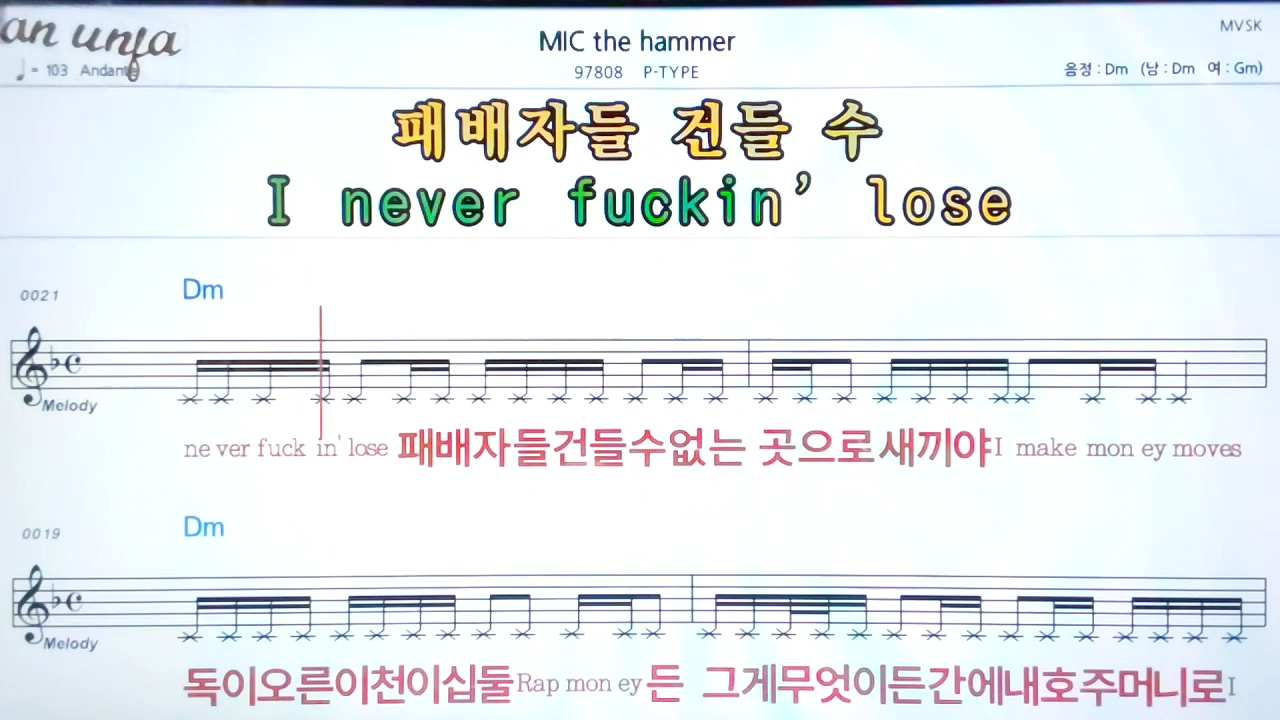 an unfa
MIC the hammer
MVSK
♩= 103 Andante
97808 P-TYPE
음정 : Dm (남 : Dm 여 : Gm)
패배자들 건들 수
I never fuckin' lose
0021
Dm
Melody
ne ver fuck in' lose 패배자들건들수없는 곳으로새끼야 I make mon ey moves
0019
Dm
Melody
독이오른이천이십둘 Rap mon ey 든 그게무엇이든간에내호주머니로 I